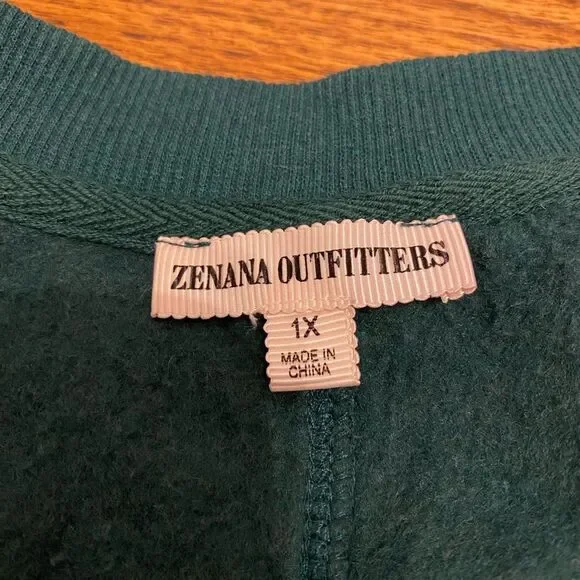 ZENANA OUTFITTERS
1X
MADE IN
CHINA